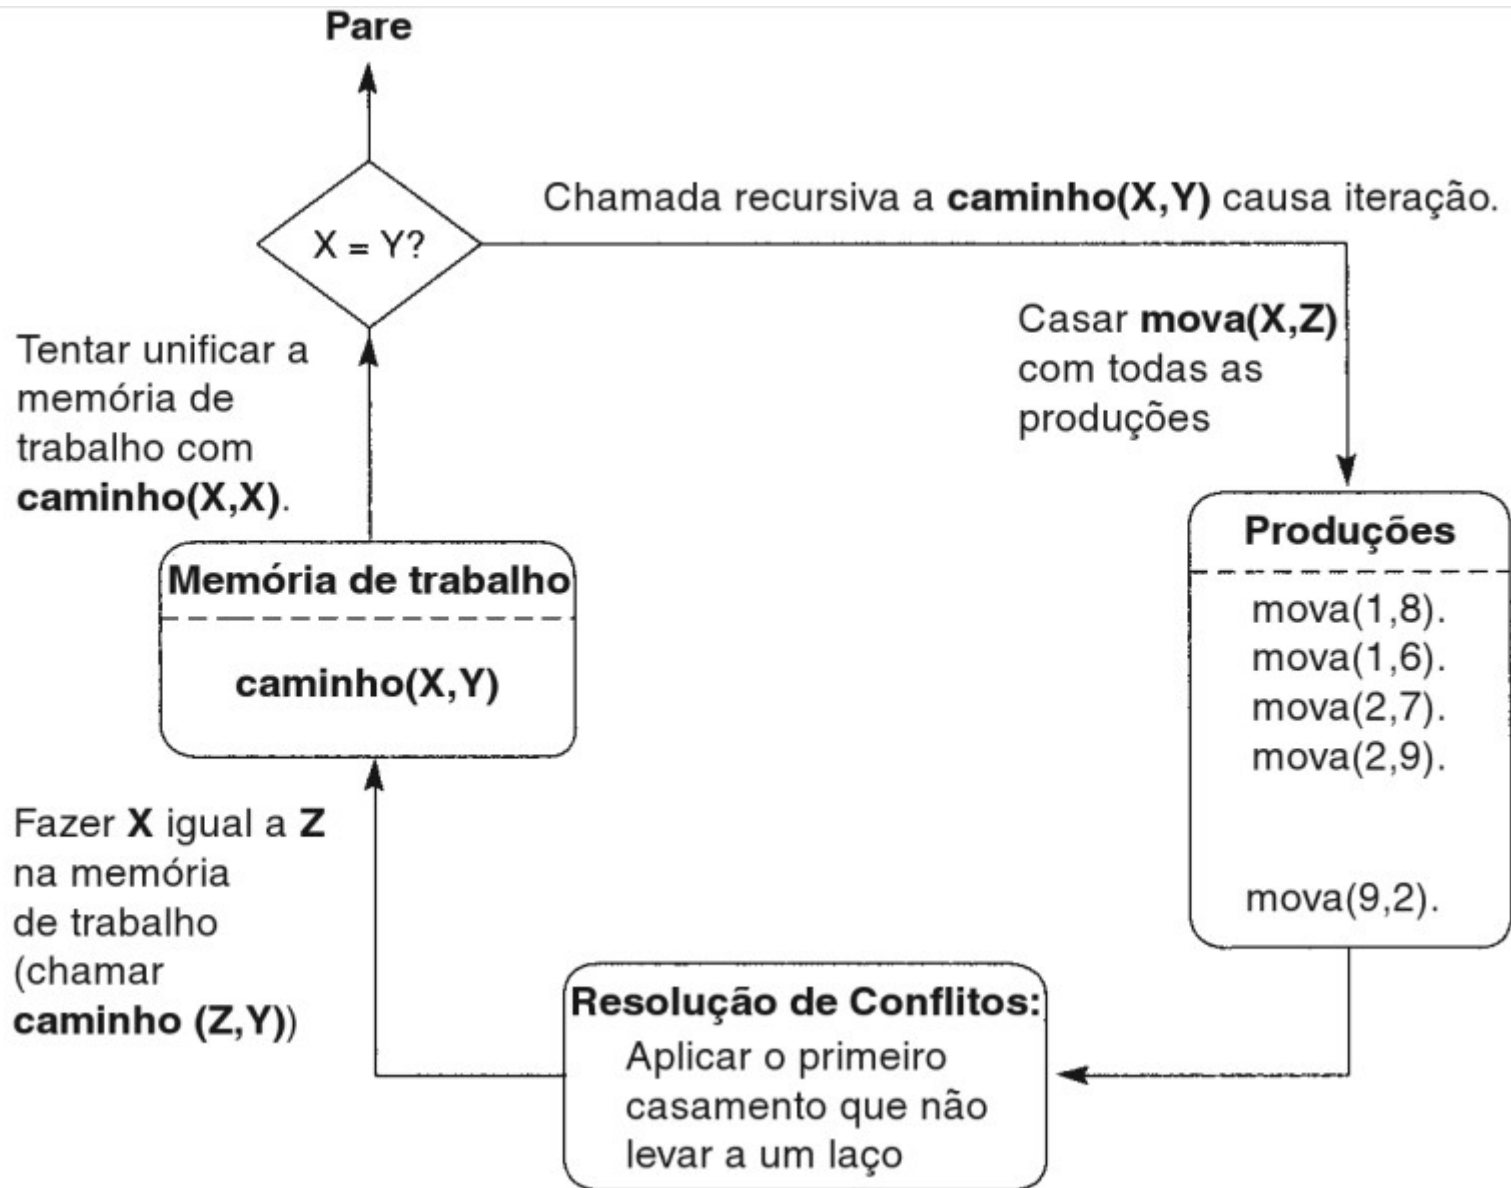 Pare
X = Y?
Chamada recursiva a caminho(X,Y) causa iteração.
Casar mova(X,Z)
com todas as
produções
Tentar unificar a
memória de
trabalho com
caminho(X,X).
Memória de trabalho
caminho(X,Y)
Produções
mova(1,8).
mova(1,6).
mova(2,7).
mova(2,9).
mova(9,2).
Fazer X igual a Z
na memória
de trabalho
(chamar
caminho (Z,Y))
Resolução de Conflitos:
Aplicar o primeiro
casamento que não
levar a um laço